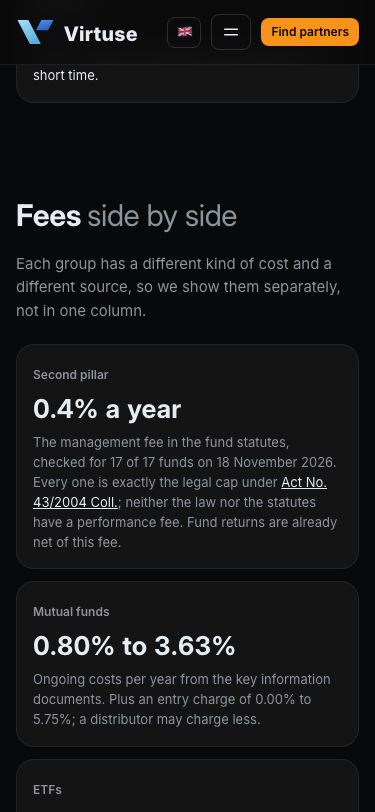 Virtuse
Find partners
short time.
Fees side by side
Each group has a different kind of cost and a
different source, so we show them separately,
not in one column.
Second pillar
0.4% a year
The management fee in the fund statutes,
checked for 17 of 17 funds on 18 November 2026.
Every one is exactly the legal cap under Act No.
43/2004 Coll.; neither the law nor the statutes
have a performance fee. Fund returns are already
net of this fee.
Mutual funds
0.80% to 3.63%
Ongoing costs per year from the key information
documents. Plus an entry charge of 0.00% to
5.75%; a distributor may charge less.
ETFs